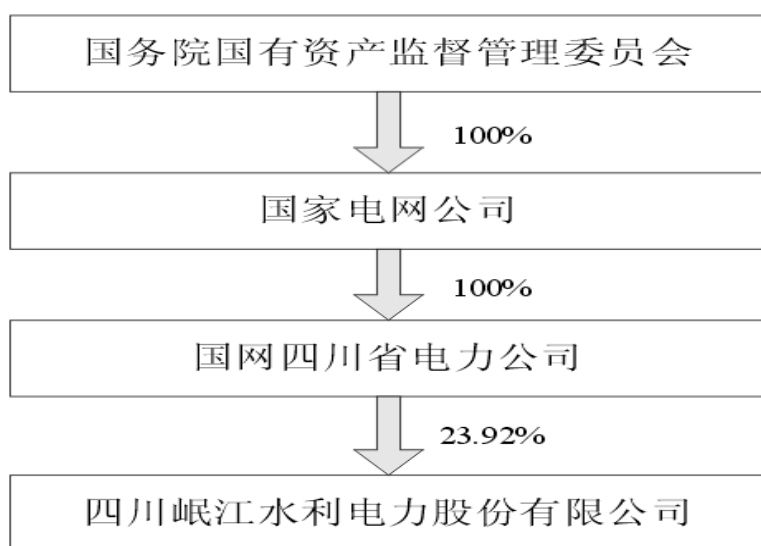 国务院国有资产监督管理委员会
100%
国家电网公司
100%
国网四川省电力公司
23.92%
四川岷江水利电力股份有限公司